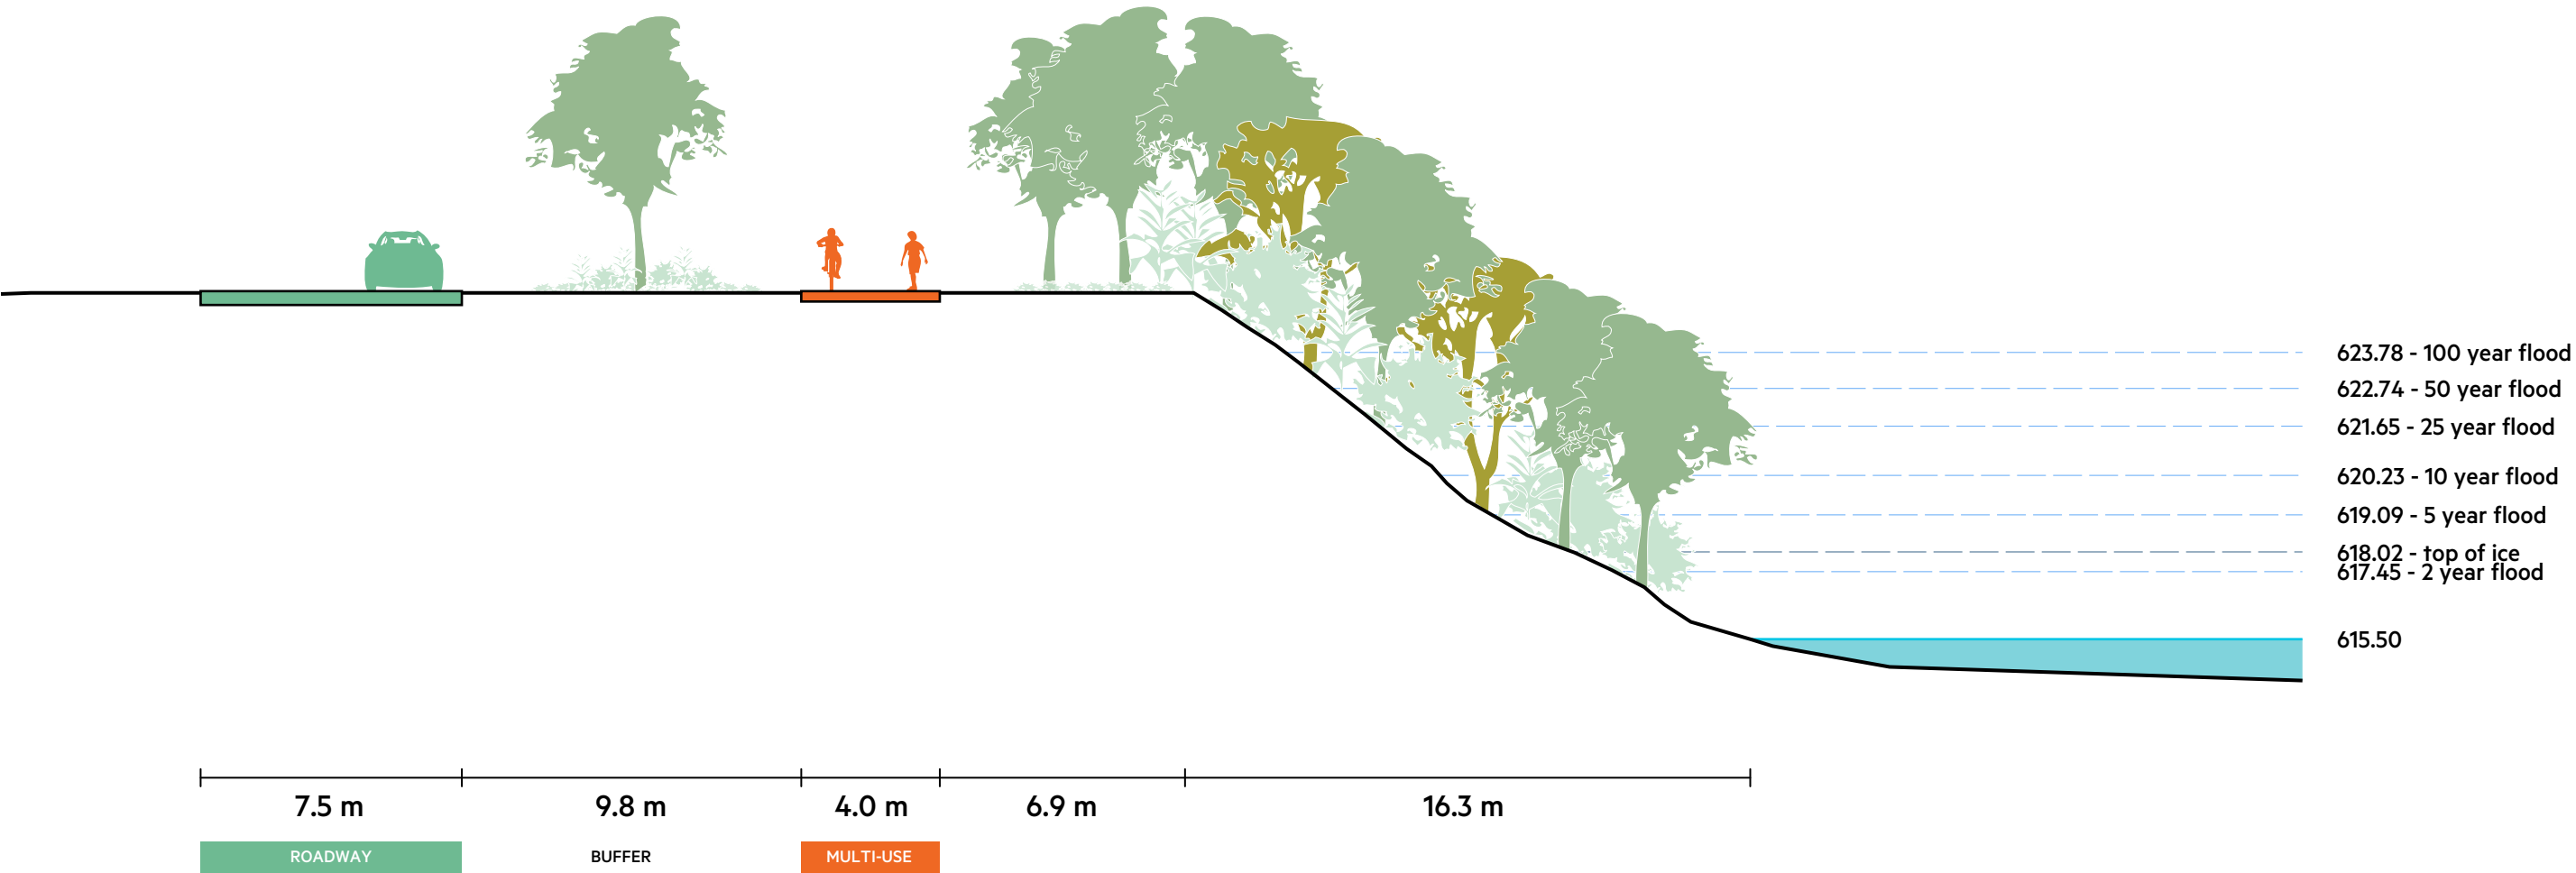 623.78 - 100 year flood
622.74 - 50 year flood
621.65 - 25 year flood
620.23 - 10 year flood
619.09 - 5 year flood
618.02 - top of ice
617.45 - 2 year flood
615.50
7.5 m
9.8 m
4.0 m
6.9 m
16.3 m
ROADWAY
BUFFER
MULTI-USE